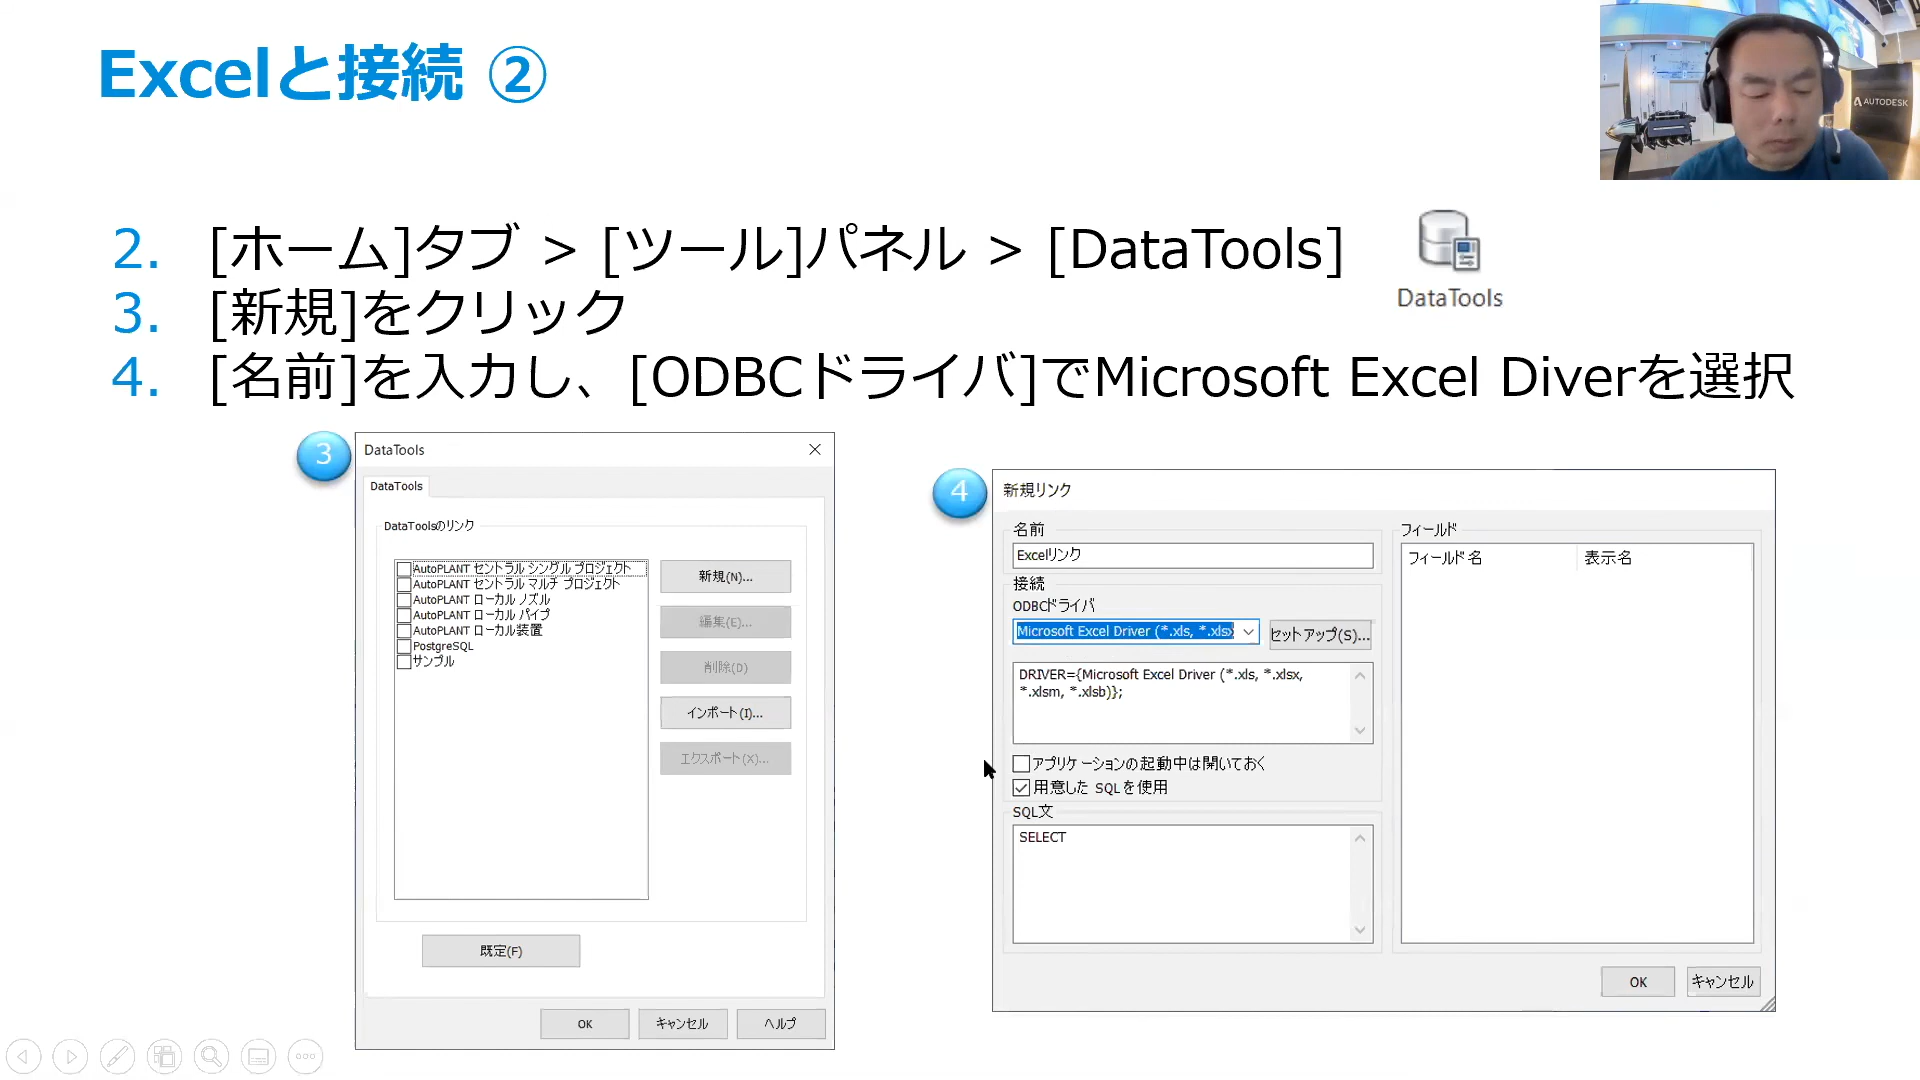 Excelと接続 ②
AUTODESK
2. [ホーム]タブ > [ツール]パネル > [DataTools]
DataTools
3. [新規]をクリック
4. [名前]を入力し、[ODBCドライバ]でMicrosoft Excel Diverを選択
3
DataTools
DataTools
DataToolsのリンク
AutoPLANT セントラル シングル プロジェクト
AutoPLANT セントラル マルチ プロジェクト
AutoPLANT ローカル ノズル
AutoPLANT ローカル パイプ
AutoPLANT ローカル装置
PostgreSQL
サンプル
新規(N)...
編集(E)...
削除(D)
インポート(I)...
エクスポート(X)...
既定(F)
OK
キャンセル
ヘルプ
4
新規リンク
名前
Excelリンク
接続
ODBCドライバ
Microsoft Excel Driver (*.xls, *.xlsx
セットアップ(S)...
DRIVER={Microsoft Excel Driver (*.xls, *.xlsx,
*.xlsm, *.xlsb)};
アプリケーションの起動中は開いておく
用意した SQLを使用
SQL文
SELECT
フィールド
フィールド名
表示名
OK
キャンセル